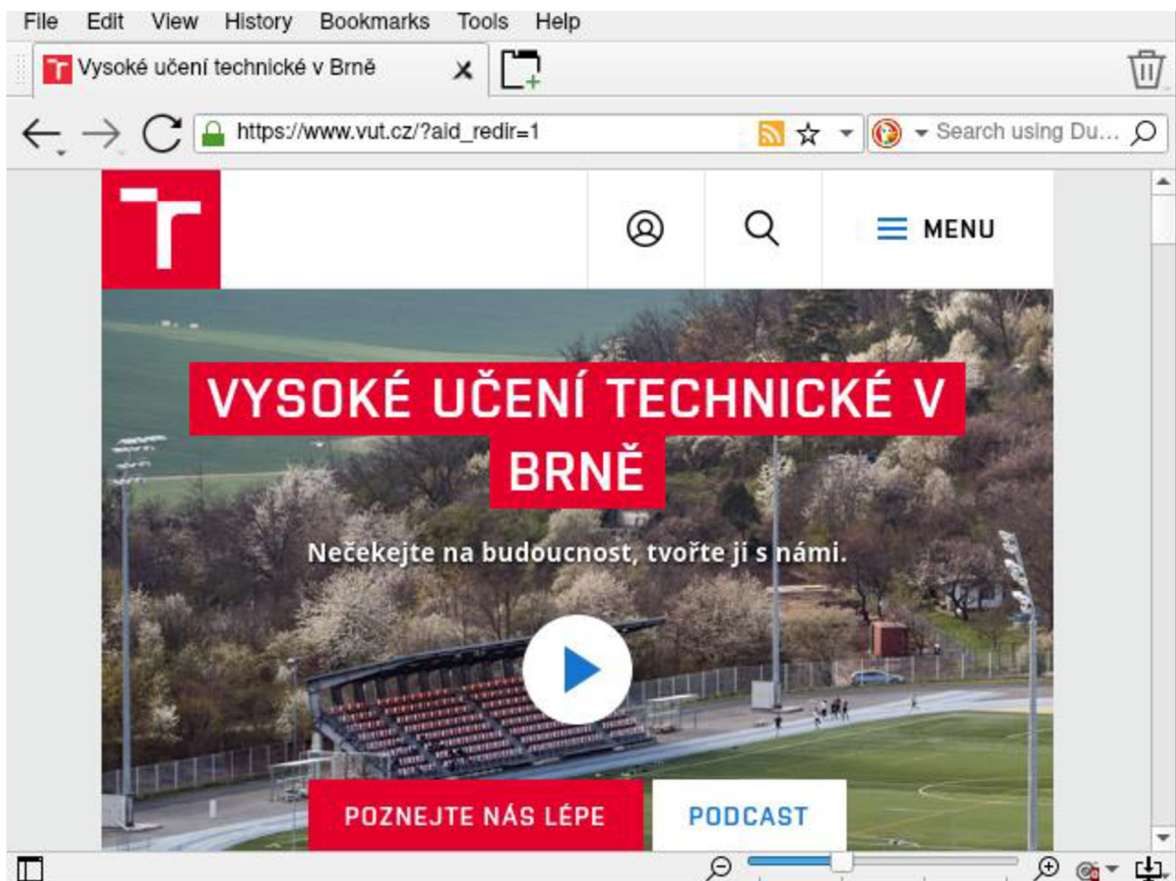 File Edit View History Bookmarks Tools Help
Vysoké učení technické v Brně
https://www.vut.cz/?aid_redir=1
Search using Du...
MENU
VYSOKÉ UČENÍ TECHNICKÉ V
BRNĚ
Nečekejte na budoucnost, tvořte ji s námi.
POZNEJTE NÁS LÉPE
PODCAST